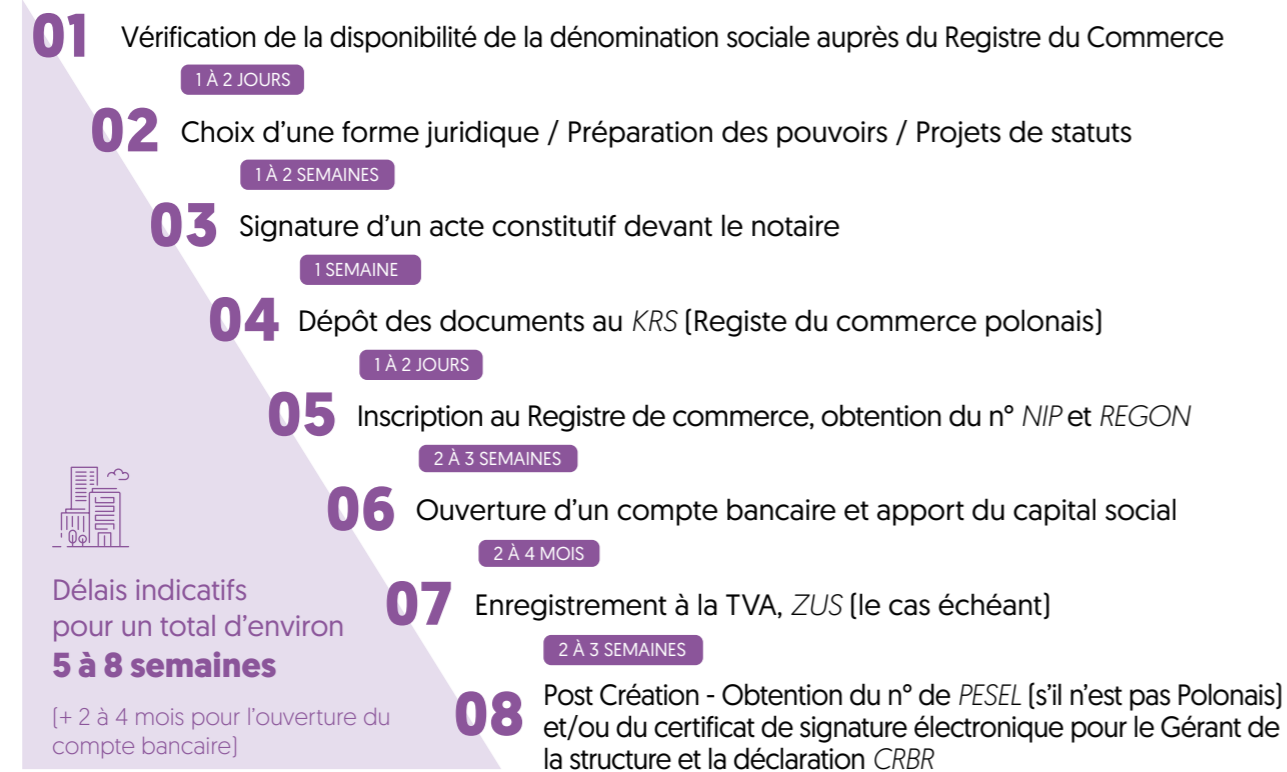 01 Vérification de la disponibilité de la dénomination sociale auprès du Registre du Commerce
1 À 2 JOURS
02 Choix d’une forme juridique / Préparation des pouvoirs / Projets de statuts
1 À 2 SEMAINES
03 Signature d’un acte constitutif devant le notaire
1 SEMAINE
04 Dépôt des documents au KRS (Registe du commerce polonais)
1 À 2 JOURS
05 Inscription au Registre de commerce, obtention du n° NIP et REGON
2 À 3 SEMAINES
06 Ouverture d’un compte bancaire et apport du capital social
2 À 4 MOIS
07 Enregistrement à la TVA, ZUS (le cas échéant)
2 À 3 SEMAINES
08 Post Création - Obtention du n° de PESEL (s’il n’est pas Polonais)
et/ou du certificat de signature électronique pour le Gérant de
la structure et la déclaration CRBR
Délais indicatifs
pour un total d’environ
5 à 8 semaines
(+ 2 à 4 mois pour l’ouverture du
compte bancaire)